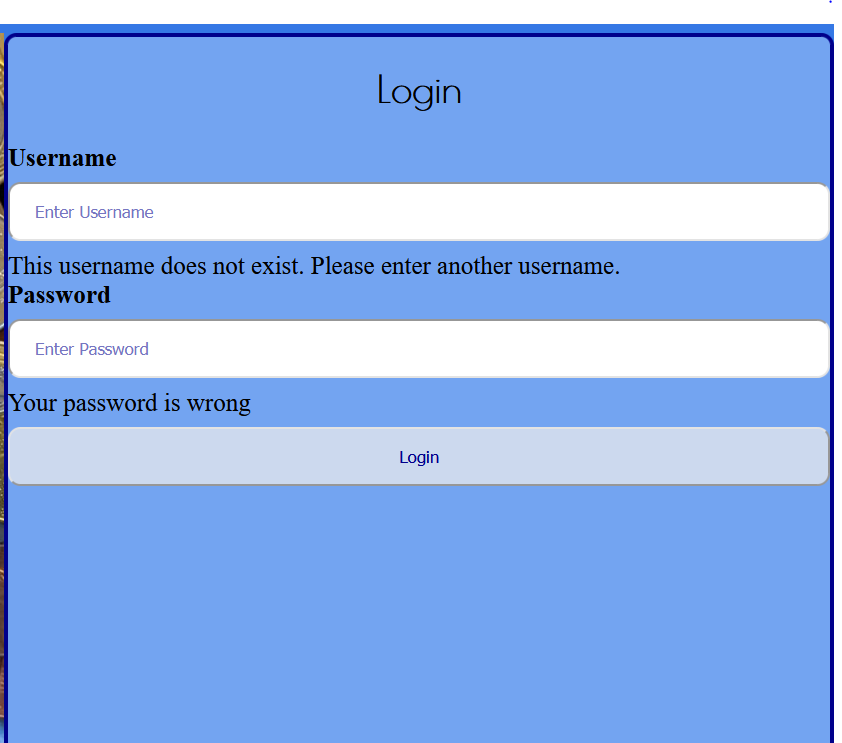 Login
Username
Enter Username
This username does not exist. Please enter another username.
Password
Enter Password
Your password is wrong
Login